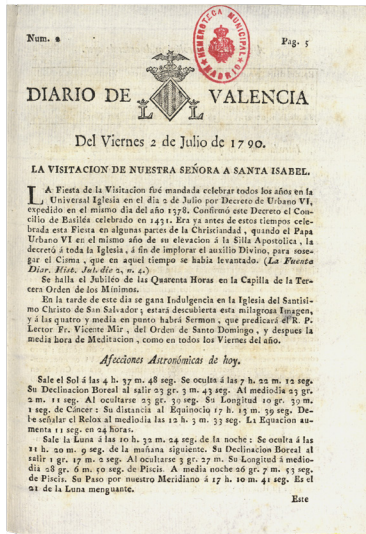 Num. 2
Pag. 5
HEMEROTECA MUNICIPAL
MADRID
DIARIO DE VALENCIA
L L
Del Viernes 2 de Julio de 1790.
LA VISITACION DE NUESTRA SEÑORA A SANTA ISABEL.
LA Fiesta de la Visitacion fué mandada celebrar todos los años en la
Universal Iglesia en el dia 2 de Julio por Decreto de Urbano VI,
expedido en el mismo dia del año 1378. Confirmó este Decreto el Con-
cilio de Basiléa celebrado en 1431. Era ya antes de estos tiempos cele-
brada esta Fiesta en algunas partes de la Christiandad, quando el Papa
Urbano VI en el mismo año de su elevacion á la Silla Apostolica, la
decretó á toda la Iglesia, á fin de implorar el auxilio Divino, para sose-
gar el Cisma, que en aquel tiempo se habia levantado. (La Fuente
Diar. Hist. Jul. die 2, n. 4.)
Se halla el Jubiléo de las Quarenta Horas en la Capilla de la Ter-
cera Orden de los Mínimos.
En la tarde de este dia se gana Indulgencia en la Iglesia del Santisi-
mo Christo de San Salvador, estará descubierta esta milagrosa Imagen,
y á las quatro y media en punto habrá Sermon, que predicará el R. P.
Lector Fr. Vicente Mir, del Orden de Santo Domingo, y despues la
media hora de Meditacion, como en todos los Viernes del año.
Afecciones Astronómicas de hoy.
Sale el Sol á las 4 h. 37 m. 48 seg. Se oculta á las 7 h. 22 m. 12 seg.
Su Declinacion Boreal al salir 23 gr. 3 m. 43 seg. Al mediodia 23 gr.
2 m. 11 seg. Al ocultarse 23 gr. 39 seg. Su Longitud 10 gr. 39 m.
1 seg. de Cáncer: Su distancia al Equinocio 17 h. 13 m. 39 seg. De-
be señalar el Relox al mediodia las 12 h. 3 m. 33 seg. La Equacion au-
menta 11 seg. en 24 horas.
Sale la Luna á las 10 h. 32 m. 24 seg. de la noche: Se oculta á las
11 h. 20 m. 9 seg. de la mañana siguiente. Su Declinacion Boreal al
salir 1 gr. 17 m. 2 seg. Al ocultarse 3 gr. 27 m. Su Longitud á medio-
dia 28 gr. 6 m. 50 seg. de Piscis. A media noche 26 gr. 7 m. 53 seg.
de Piscis. Su Paso por nuestro Meridiano á 17 h. 10 m. 41 seg. Es el
21 de la Luna menguante.
Este